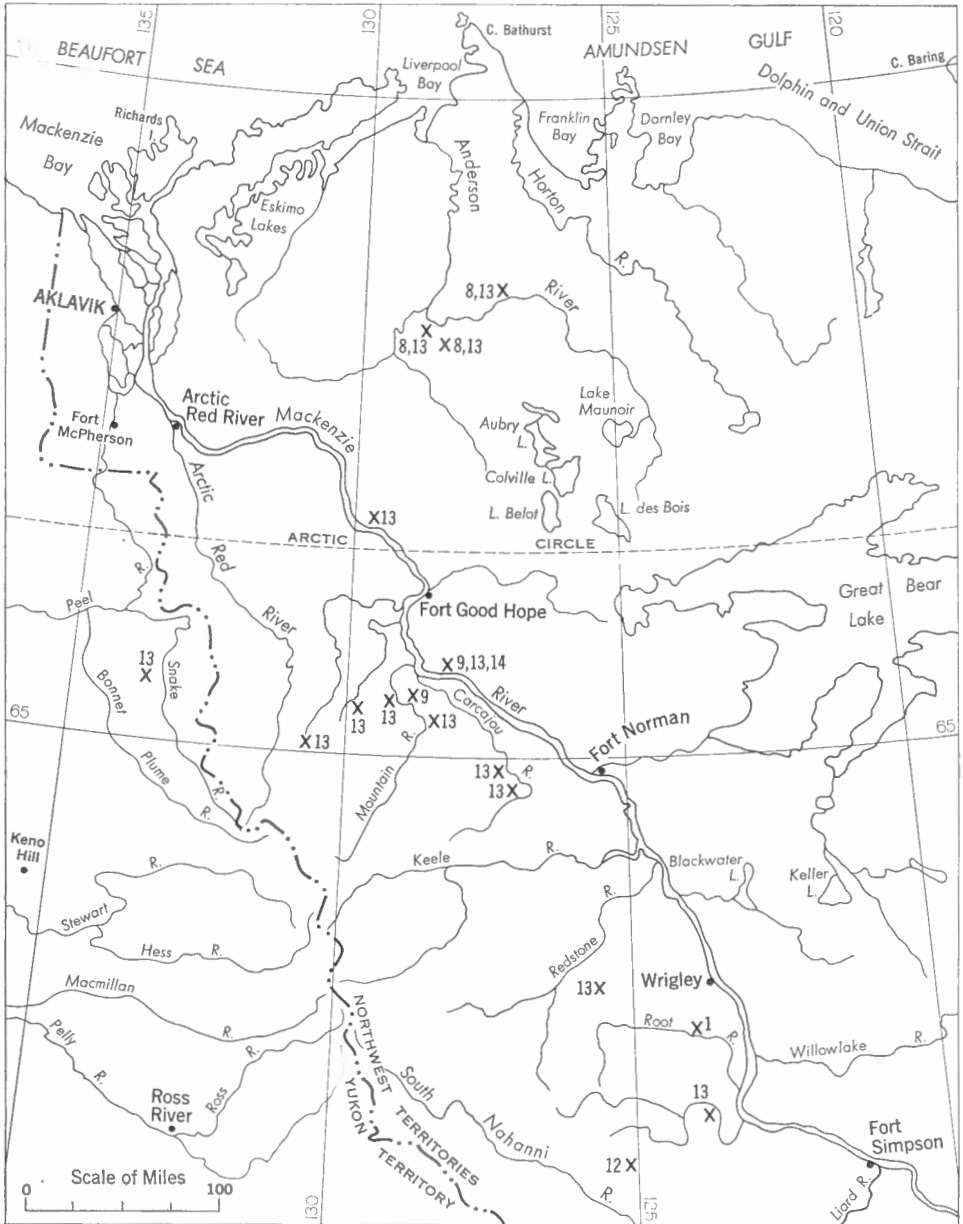 135
130
125
120
BEAUFORT SEA
C. Bathurst
AMUNDSEN GULF
C. Baring
Liverpool
Bay
Dolphin and Union Strait
Richards
I.
Mackenzie
Bay
Franklin
Bay
Darnley
Bay
Anderson
Horton
R.
Eskimo
Lakes
AKLAVIK
8,13
River
8,13
8,13
Arctic
Red River
Mackenzie
Fort
McPherson
Lake
Maunoir
Aubry
L.
Colville L.
L. Belot
L. des Bois
Arctic
Red
River
13
ARCTIC CIRCLE
R.
Peel
Fort Good Hope
Great Bear
Lake
13
Snake
R.
Bonnet
Plume
R.
9,13,14
River
9
13
13
13
13
Carcajou
R.
Mountain
R.
65
65
Fort Norman
13
13
Keno
Hill
R.
Stewart
Keele
R.
Blackwater
L.
Keller
L.
Hess R.
Redstone
R.
Macmillan
R.
13
Wrigley
Root
R.
1
Willowlake
R.
Pelly
R.
Ross
R.
Ross
River
NORTHWEST
TERRITORIES
YUKON
TERRITORY
South
Nahanni
R.
13
12
Fort
Simpson
Liard R.
Scale of Miles
0
100
130
125